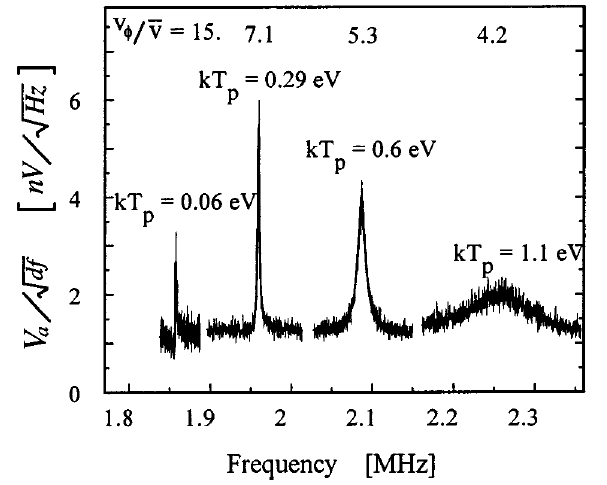 vϕ/v̅ = 15. 7.1 5.3 4.2
kTp = 0.29 eV
kTp = 0.6 eV
kTp = 0.06 eV
kTp = 1.1 eV
Va/√df [ nV/√Hz ]
6
4
2
0
1.8 1.9 2 2.1 2.2 2.3
Frequency [MHz]